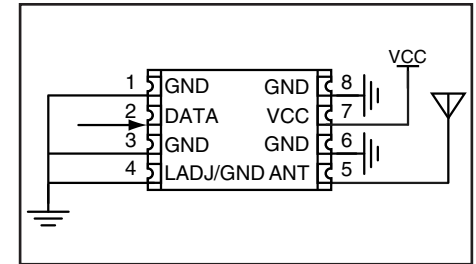 VCC
1 GND GND 8
2 DATA VCC 7
3 GND GND 6
4 LADJ/GND ANT 5